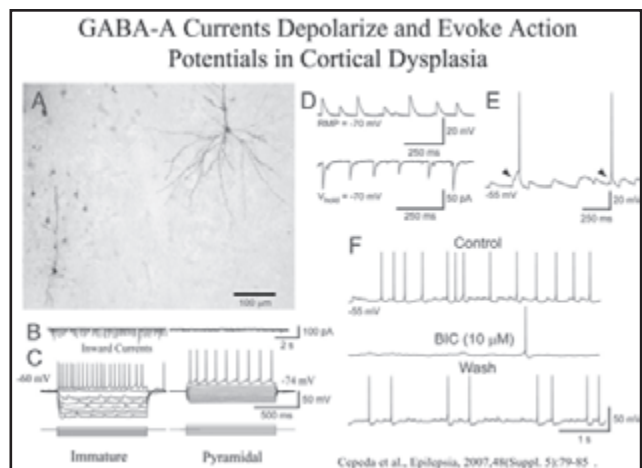 GABA-A Currents Depolarize and Evoke Action
Potentials in Cortical Dysplasia
A
100 μm
B
100 pA
2 s
Inward Currents
C
-60 mV
-74 mV
50 mV
500 ms
Immature
Pyramidal
D
RMP = -70 mV
20 mV
250 ms
Vhold = -70 mV
50 pA
250 ms
E
-55 mV
20 mV
250 ms
F
Control
-55 mV
BIC (10 μM)
Wash
50 mV
1 s
Cepeda et al., Epilepsia, 2007,48(Suppl. 5):79-85 .